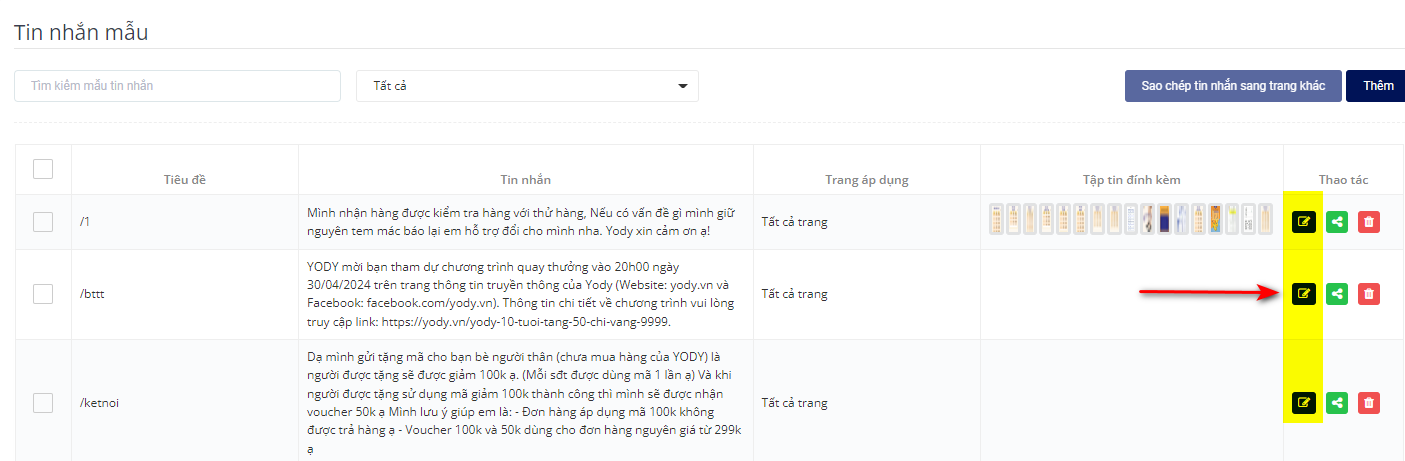 Tin nhắn mẫu
Tìm kiếm mẫu tin nhắn
Tất cả
Sao chép tin nhắn sang trang khác
Thêm
Tiêu đề
Tin nhắn
Trang áp dụng
Tập tin đính kèm
Thao tác
/1
Mình nhận hàng được kiểm tra hàng với thử hàng, Nếu có vấn đề gì mình giữ
nguyên tem mác báo lại em hỗ trợ đổi cho mình nha. Yody xin cảm ơn ạ!
Tất cả trang
/bttt
YODY mời bạn tham dự chương trình quay thưởng vào 20h00 ngày
30/04/2024 trên trang thông tin truyền thông của Yody (Website: yody.vn và
Facebook: facebook.com/yody.vn). Thông tin chi tiết về chương trình vui lòng
truy cập link: https://yody.vn/yody-10-tuoi-tang-50-chi-vang-9999.
Tất cả trang
/ketnoi
Dạ mình gửi tặng mã cho bạn bè người thân (chưa mua hàng của YODY) là
người được tặng sẽ được giảm 100k ạ. (Mỗi sđt được dùng mã 1 lần ạ) Và khi
người được tặng sử dụng mã giảm 100k thành công thì mình sẽ được nhận
voucher 50k ạ Mình lưu ý giúp em là: - Đơn hàng áp dụng mã 100k không
được trả hàng ạ - Voucher 100k và 50k dùng cho đơn hàng nguyên giá từ 299k
ạ
Tất cả trang